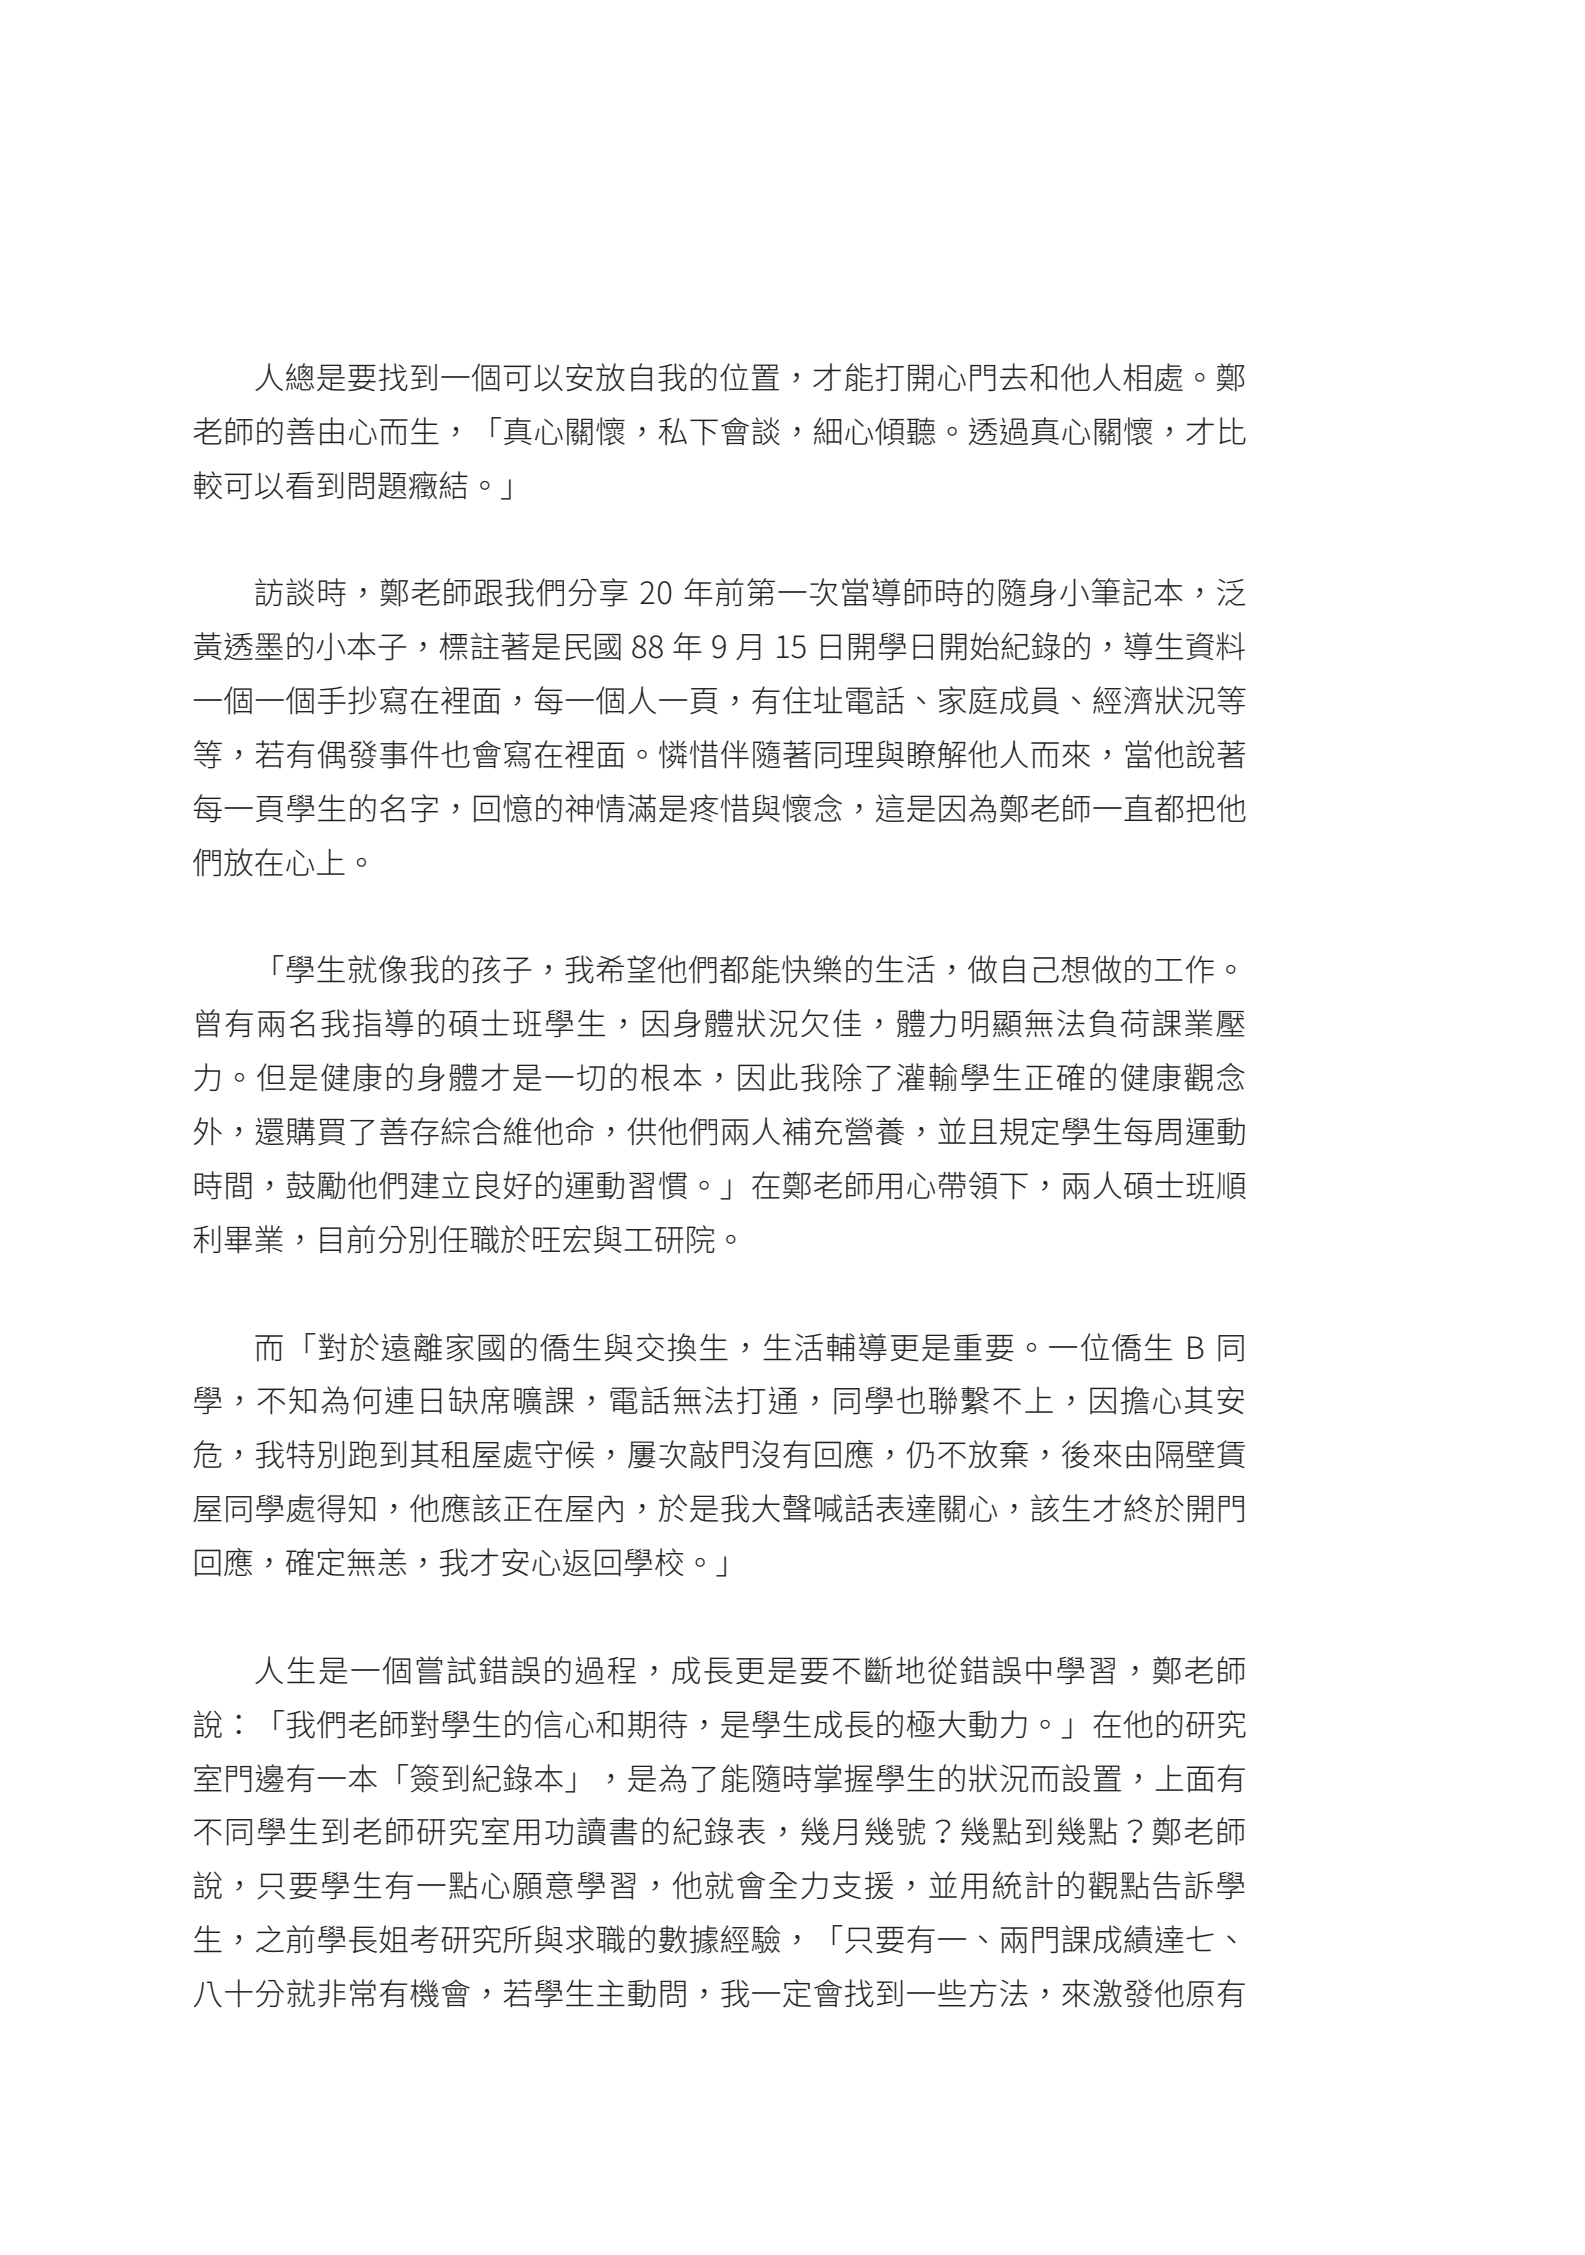 人總是要找到一個可以安放自我的位置，才能打開心門去和他人相處。鄭
老師的善由心而生，「真心關懷，私下會談，細心傾聽。透過真心關懷，才比
較可以看到問題癥結。」
訪談時，鄭老師跟我們分享 20 年前第一次當導師時的隨身小筆記本，泛
黃透墨的小本子，標註著是民國 88 年 9 月 15 日開學日開始紀錄的，導生資料
一個一個手抄寫在裡面，每一個人一頁，有住址電話、家庭成員、經濟狀況等
等，若有偶發事件也會寫在裡面。憐惜伴隨著同理與瞭解他人而來，當他說著
每一頁學生的名字，回憶的神情滿是疼惜與懷念，這是因為鄭老師一直都把他
們放在心上。
「學生就像我的孩子，我希望他們都能快樂的生活，做自己想做的工作。
曾有兩名我指導的碩士班學生，因身體狀況欠佳，體力明顯無法負荷課業壓
力。但是健康的身體才是一切的根本，因此我除了灌輸學生正確的健康觀念
外，還購買了善存綜合維他命，供他們兩人補充營養，並且規定學生每周運動
時間，鼓勵他們建立良好的運動習慣。」在鄭老師用心帶領下，兩人碩士班順
利畢業，目前分別任職於旺宏與工研院。
而「對於遠離家國的僑生與交換生，生活輔導更是重要。一位僑生 B 同
學，不知為何連日缺席曠課，電話無法打通，同學也聯繫不上，因擔心其安
危，我特別跑到其租屋處守候，屢次敲門沒有回應，仍不放棄，後來由隔壁賃
屋同學處得知，他應該正在屋內，於是我大聲喊話表達關心，該生才終於開門
回應，確定無恙，我才安心返回學校。」
人生是一個嘗試錯誤的過程，成長更是要不斷地從錯誤中學習，鄭老師
說：「我們老師對學生的信心和期待，是學生成長的極大動力。」在他的研究
室門邊有一本「簽到紀錄本」，是為了能隨時掌握學生的狀況而設置，上面有
不同學生到老師研究室用功讀書的紀錄表，幾月幾號？幾點到幾點？鄭老師
說，只要學生有一點心願意學習，他就會全力支援，並用統計的觀點告訴學
生，之前學長姐考研究所與求職的數據經驗，「只要有一、兩門課成績達七、
八十分就非常有機會，若學生主動問，我一定會找到一些方法，來激發他原有